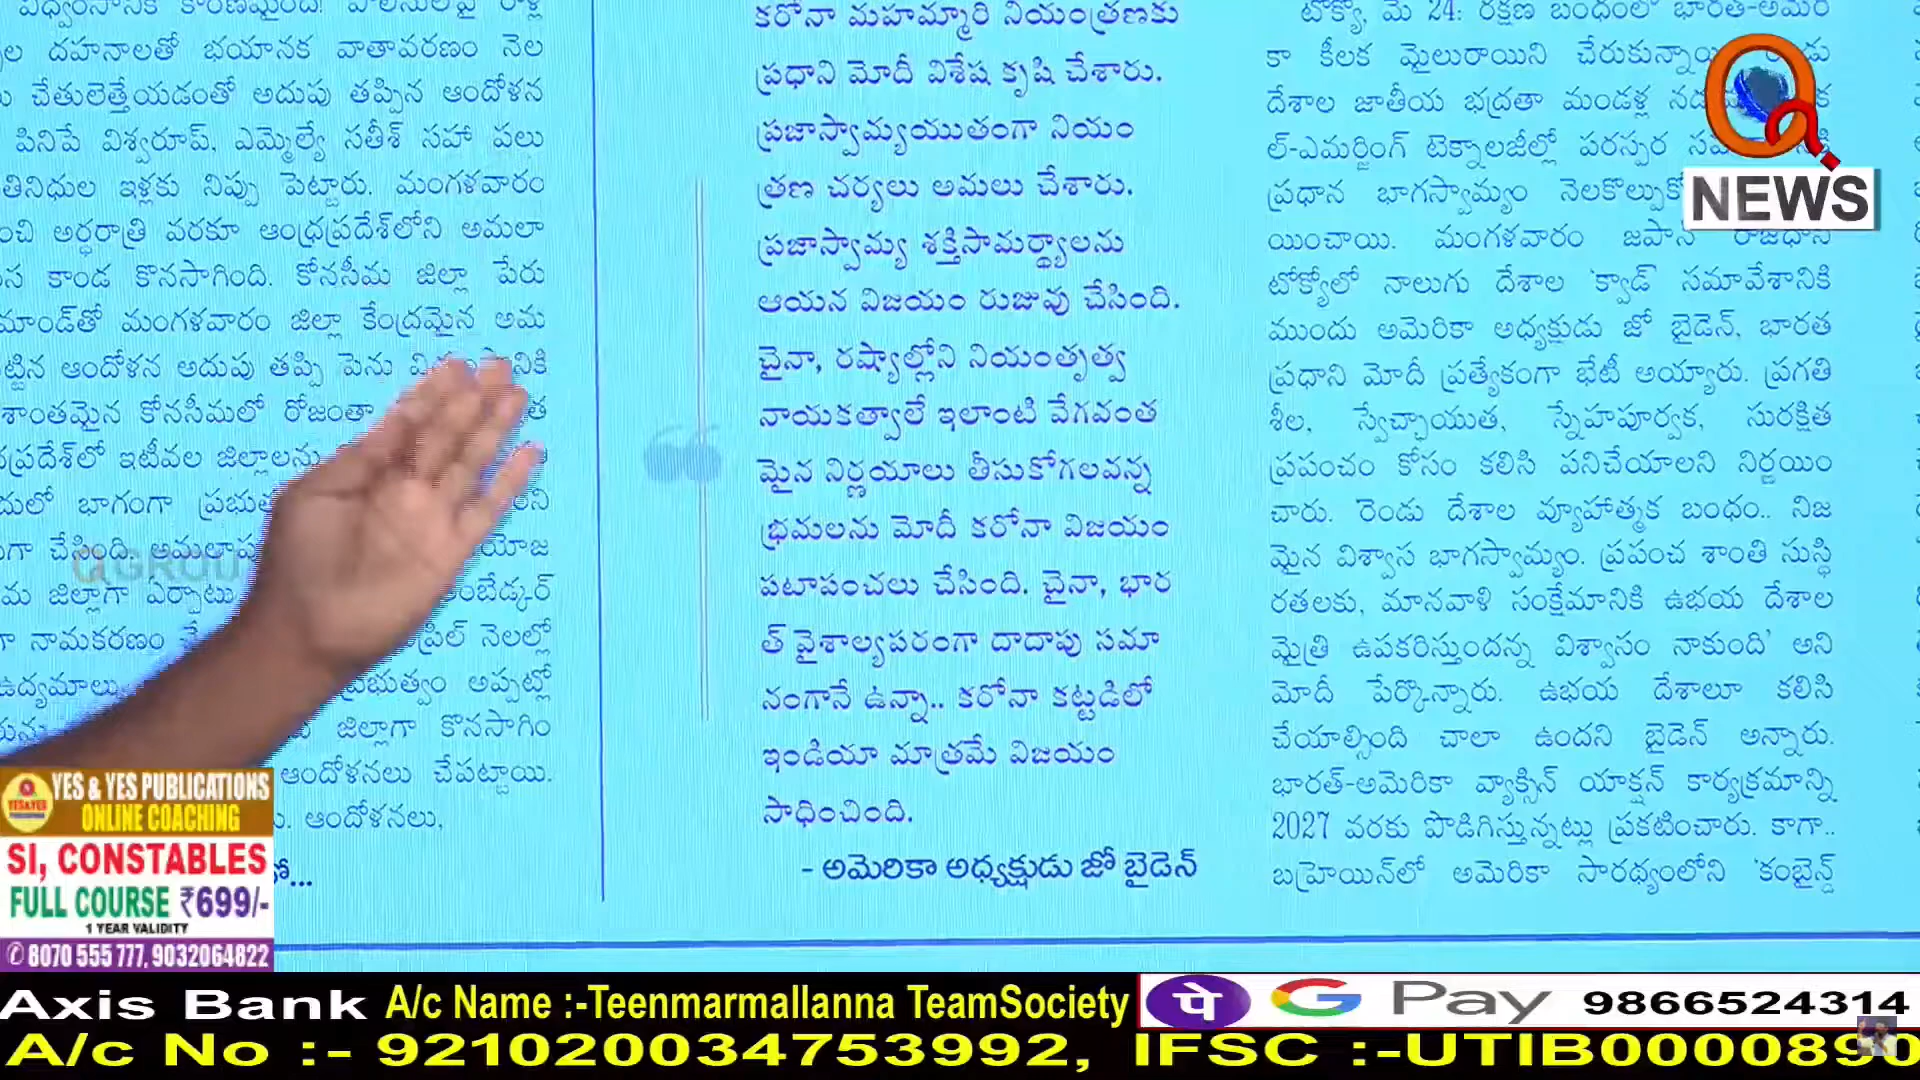 విధ్వంసానికి కారణమైంది!
దహనాలతో భయానక వాతావరణం నెల
చేతులెత్తేయడంతో అదుపు తప్పిన ఆందోళన
పినిపే విశ్వరూప్, ఎమ్మెల్యే సతీశ్ సహా పలు
ఇళ్లకు నిప్పు పెట్టారు. మంగళవారం
అర్ధరాత్రి వరకూ ఆంధ్రప్రదేశ్‌లోని అమలా
కాండ కొనసాగింది. కోనసీమ జిల్లా పేరు
మంగళవారం జిల్లా కేంద్రమైన అమ
ఆందోళన అదుపు తప్పి పెను
కోనసీమలో రోజంతా
ఇటీవల జిల్లాలను
భాగంగా
చేసింది.
జిల్లాగా ఏర్పాటు
నామకరణం నెలల్లో
అప్పట్లో
జిల్లాగా కొనసాగిం
ఆందోళనలు చేపట్టాయి.
ఆందోళనలు,
కరోనా మహమ్మారి నియంత్రణకు
ప్రధాని మోదీ విశేష కృషి చేశారు.
ప్రజాస్వామ్యయుతంగా నియం
త్రణ చర్యలు అమలు చేశారు.
ప్రజాస్వామ్య శక్తిసామర్థ్యాలను
ఆయన విజయం రుజువు చేసింది.
చైనా, రష్యాల్లోని నియంతృత్వ
నాయకత్వాలే ఇలాంటి వేగవంత
మైన నిర్ణయాలు తీసుకోగలవన్న
భ్రమలను మోదీ కరోనా విజయం
పటాపంచలు చేసింది. చైనా, భార
త్ వైశాల్యపరంగా దాదాపు సమా
నంగానే ఉన్నా.. కరోనా కట్టడిలో
ఇండియా మాత్రమే విజయం
సాధించింది.
- అమెరికా అధ్యక్షుడు జో బైడెన్
టోక్యో, మే 24: రక్షణ బంధంలో భారత్-అమెరి
కా కీలక మైలురాయిని చేరుకున్నాయి.
దేశాల జాతీయ భద్రతా మండళ్ల
ల్-ఎమర్జింగ్ టెక్నాలజీల్లో పరస్పర
ప్రధాన భాగస్వామ్యం
యించాయి. మంగళవారం జపాన్ రాజధాని
టోక్యోలో నాలుగు దేశాల 'క్వాడ్' సమావేశానికి
ముందు అమెరికా అధ్యక్షుడు జో బైడెన్, భారత
ప్రధాని మోదీ ప్రత్యేకంగా భేటీ అయ్యారు. ప్రగతి
శీల, స్వేచ్ఛాయుత, స్నేహపూర్వక, సురక్షిత
ప్రపంచం కోసం కలిసి పనిచేయాలని నిర్ణయిం
చారు. 'రెండు దేశాల వ్యూహాత్మక బంధం.. నిజ
మైన విశ్వాస భాగస్వామ్యం. ప్రపంచ శాంతి సుస్థి
రతలకు, మానవాళి సంక్షేమానికి ఉభయ దేశాల
మైత్రి ఉపకరిస్తుందన్న విశ్వాసం నాకుంది' అని
మోదీ పేర్కొన్నారు. ఉభయ దేశాలూ కలిసి
చేయాల్సింది చాలా ఉందని బైడెన్ అన్నారు.
భారత్-అమెరికా వ్యాక్సిన్ యాక్షన్ కార్యక్రమాన్ని
2027 వరకు పొడిగిస్తున్నట్లు ప్రకటించారు. కాగా..
బహ్రెయిన్‌లో అమెరికా సారథ్యంలోని 'కంబైన్డ్
Q
NEWS
YES & YES PUBLICATIONS
ONLINE COACHING
SI, CONSTABLES
FULL COURSE ₹699/-
1 YEAR VALIDITY
8070 555 777, 9032064822
Axis Bank A/c Name :-Teenmarmallanna TeamSociety
पे G Pay 9866524314
A/c No :- 921020034753992, IFSC :-UTIB0000890